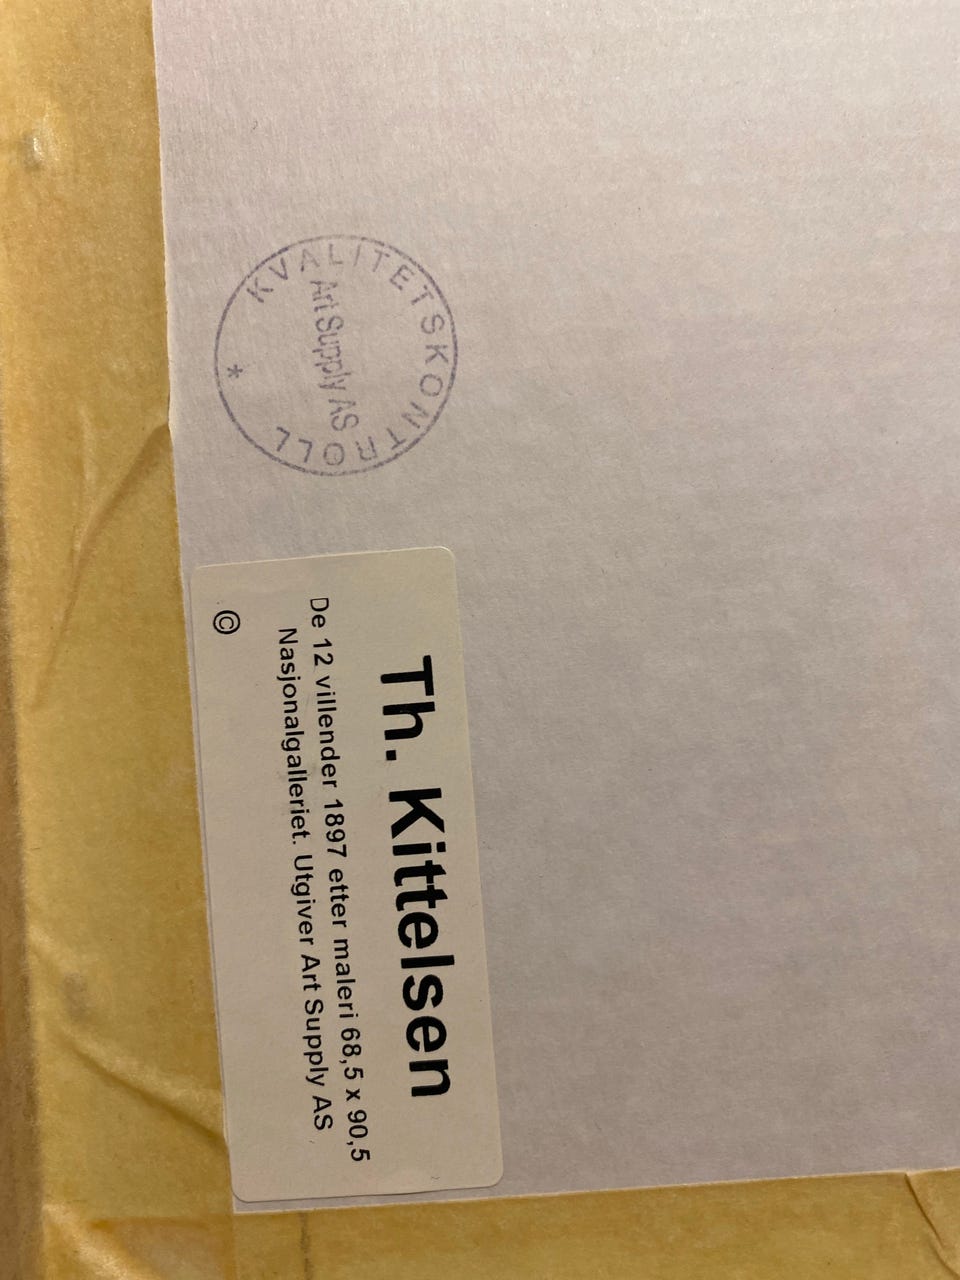 KVALITETSKONTROLL *
Art Supply AS
Th. Kittelsen
De 12 villender 1897 etter maleri 68,5 x 90,5
Nasjonalgalleriet. Utgiver Art Supply AS
©